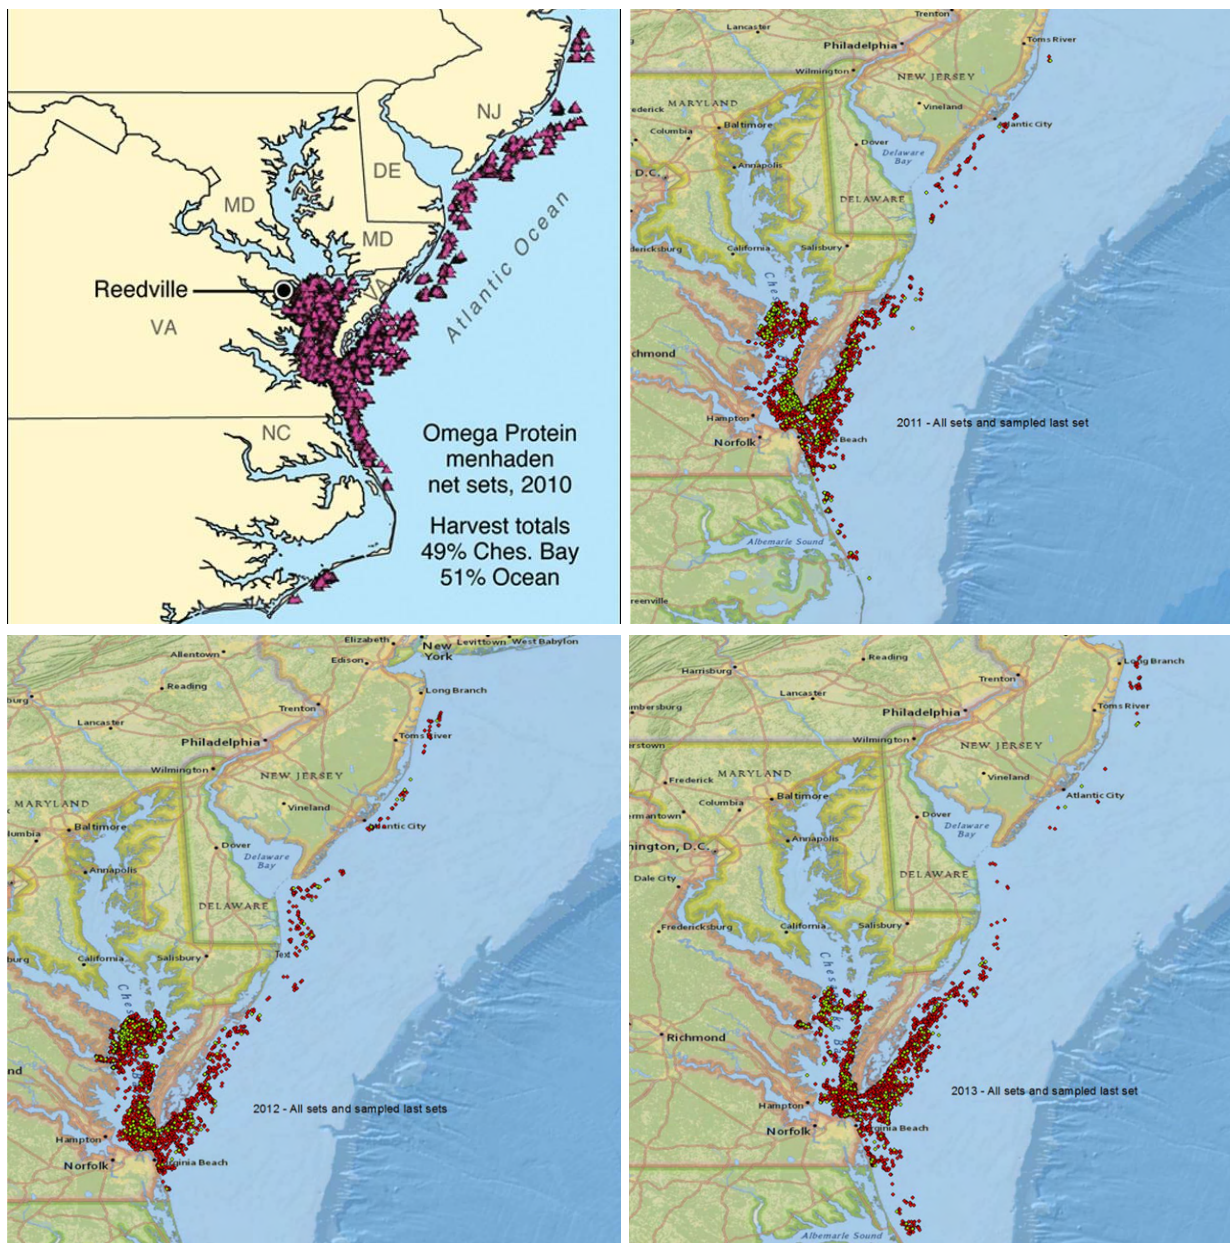 NJ
DE
MD
MD
Reedville
VA
VA
Atlantic Ocean
NC
Omega Protein
menhaden
net sets, 2010
Harvest totals
49% Ches. Bay
51% Ocean
Lancaster
Trenton
Philadelphia
Toms River
Wilmington
NEW JERSEY
MARYLAND
Vineland
Columbia
Baltimore
Dover
Annapolis
Delaware
Bay
D.C.
DELAWARE
California
Salisbury
Hampton
Norfolk
2011 - All sets and sampled last set
Albemarle Sound
Elizabeth
New
York
Levittown
West Babylon
Allentown
Edison
Reading
Long Branch
Lancaster
Trenton
Philadelphia
Toms River
Wilmington
NEW JERSEY
MARYLAND
Vineland
Baltimore
Atlantic City
Dover
Delaware
Bay
Annapolis
DELAWARE
California
Salisbury
Text
2012 - All sets and sampled last sets
Hampton
Norfolk
Virginia Beach
Harrisburg
Reading
Long Branch
Trenton
Lancaster
Philadelphia
Toms River
Wilmington
NEW JERSEY
Frederick
MARYLAND
Vineland
Columbia
Baltimore
Atlantic City
Dover
Delaware
Bay
Annapolis
Dale City
DELAWARE
Fredericksburg
California
Salisbury
Richmond
2013 - All sets and sampled last set
Hampton
Norfolk
Albemarle Sound